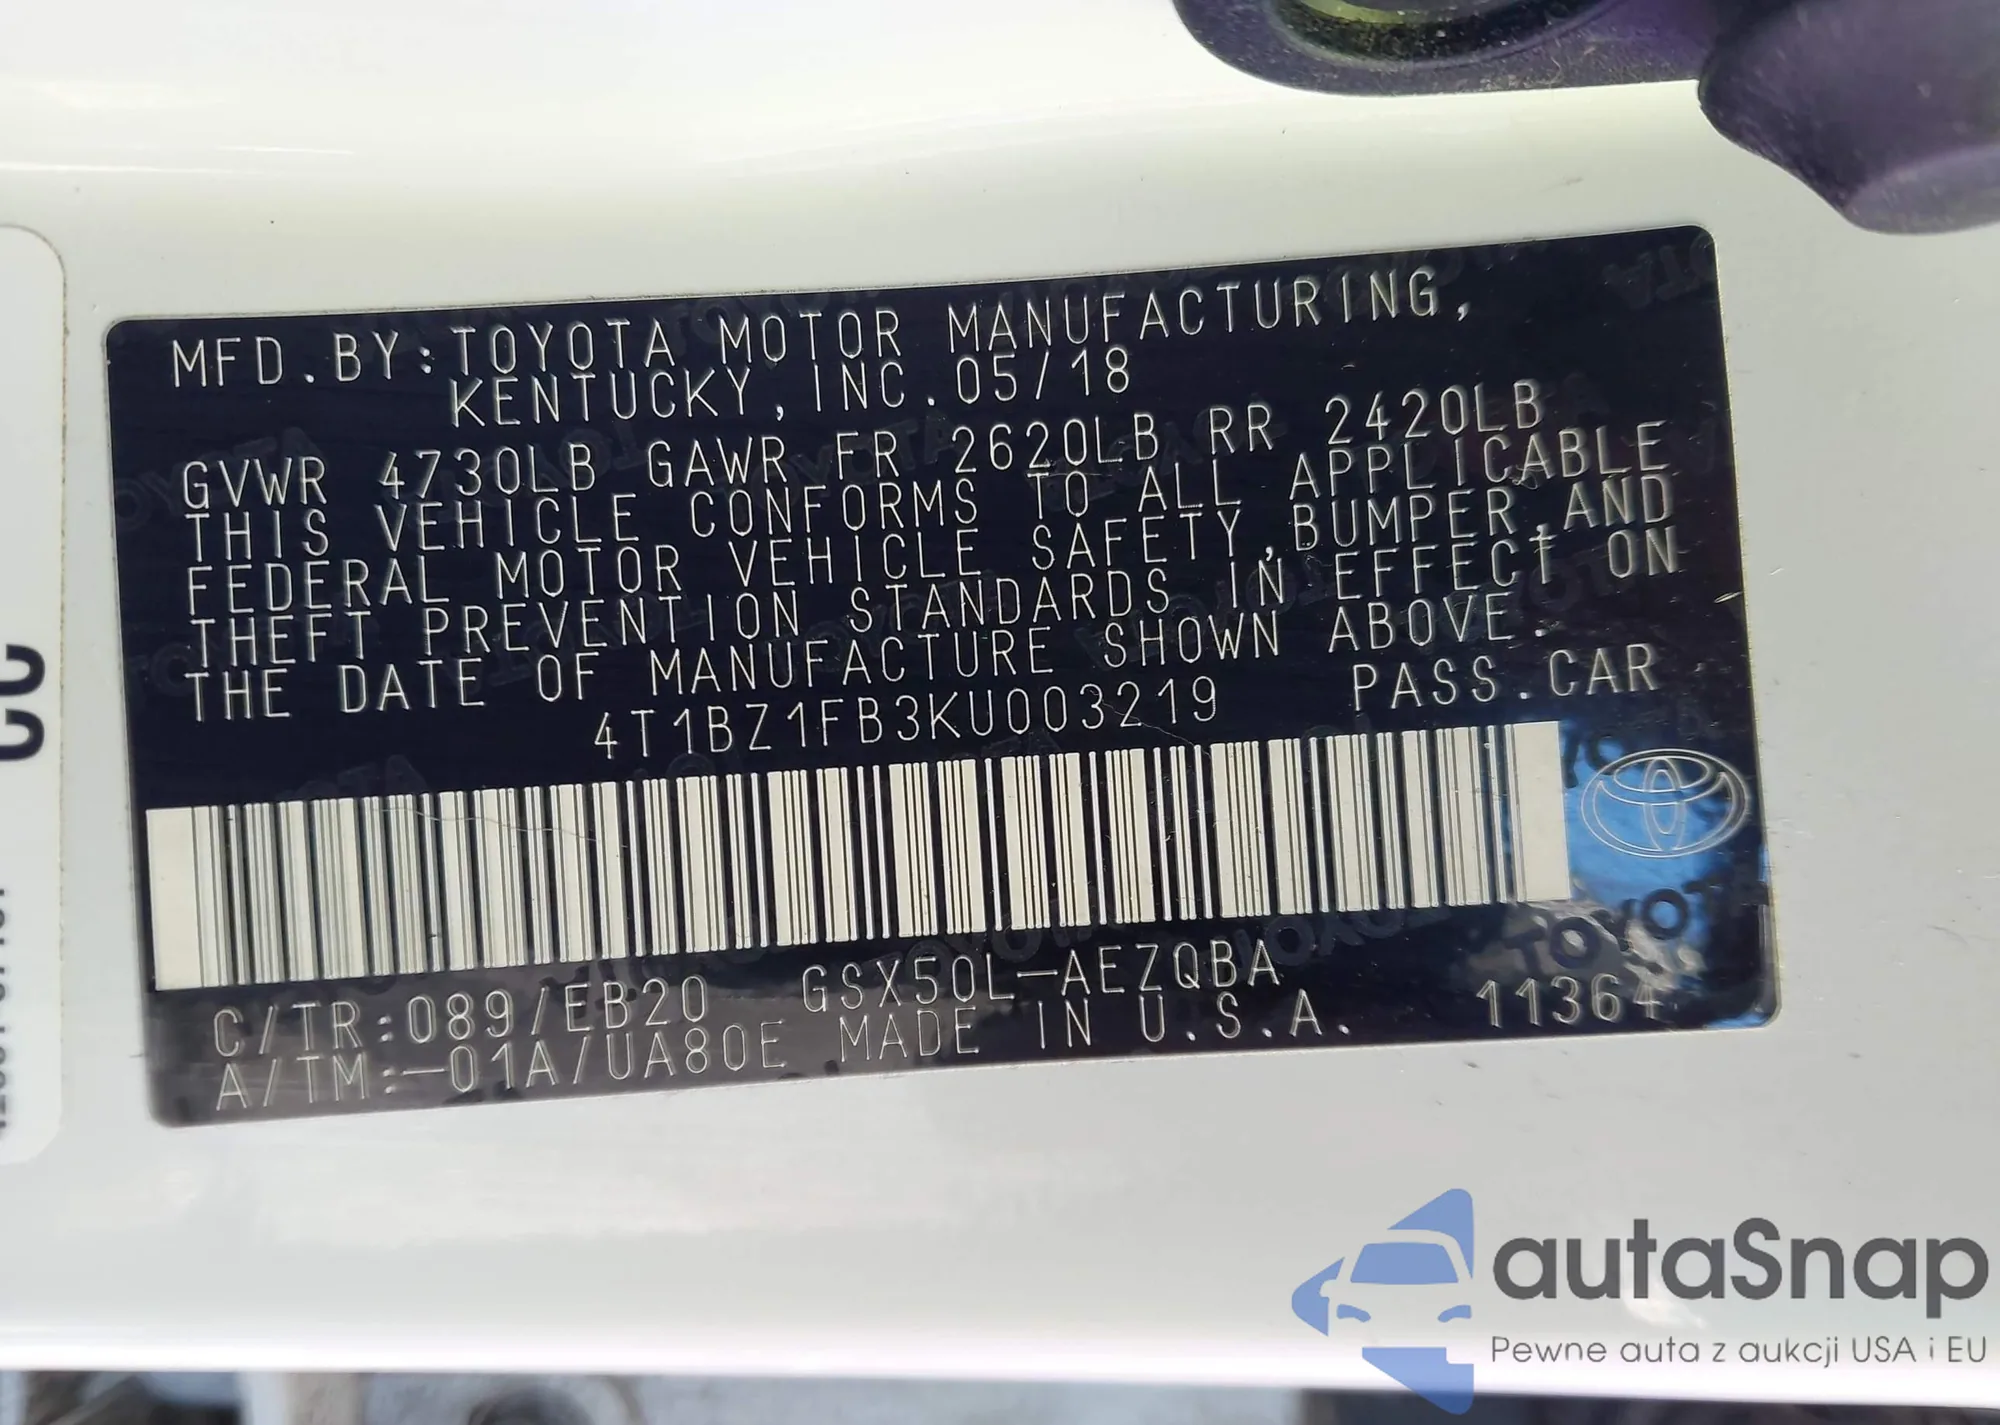 MFD.BY:TOYOTA MOTOR MANUFACTURING,
KENTUCKY,INC.05/18
GVWR 4730LB GAWR FR 2620LB RR 2420LB
THIS VEHICLE CONFORMS TO ALL APPLICABLE
FEDERAL MOTOR VEHICLE SAFETY,BUMPER,AND
THEFT PREVENTION STANDARDS IN EFFECT ON
THE DATE OF MANUFACTURE SHOWN ABOVE.
4T1BZ1FB3KU003219 PASS.CAR
C/TR:089/EB20 GSX50L-AEZQBA
A/TM:-01A/UA80E MADE IN U.S.A. 11364
TOYOTA
autaSnap
Pewne auta z aukcji USA i EU